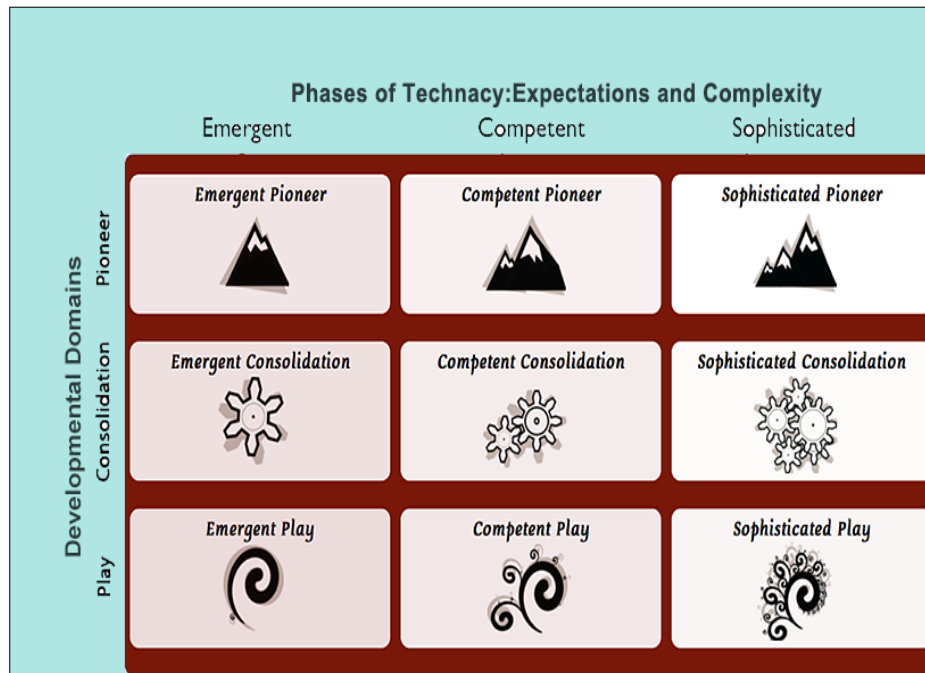 Phases of Technacy:Expectations and Complexity
Emergent Competent Sophisticated
Developmental Domains
Pioneer
Emergent Pioneer Competent Pioneer Sophisticated Pioneer
Consolidation
Emergent Consolidation Competent Consolidation Sophisticated Consolidation
Play
Emergent Play Competent Play Sophisticated Play